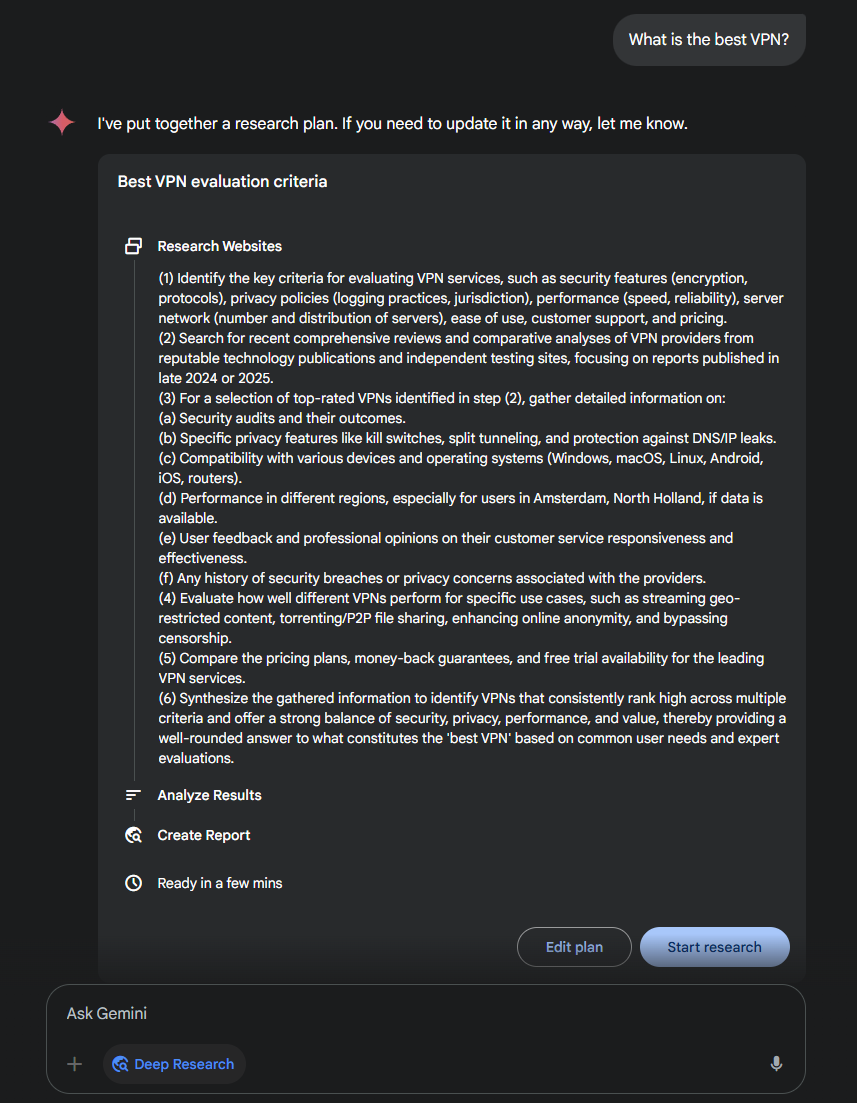 What is the best VPN?
I've put together a research plan. If you need to update it in any way, let me know.
Best VPN evaluation criteria
Research Websites
(1) Identify the key criteria for evaluating VPN services, such as security features (encryption,
protocols), privacy policies (logging practices, jurisdiction), performance (speed, reliability), server
network (number and distribution of servers), ease of use, customer support, and pricing.
(2) Search for recent comprehensive reviews and comparative analyses of VPN providers from
reputable technology publications and independent testing sites, focusing on reports published in
late 2024 or 2025.
(3) For a selection of top-rated VPNs identified in step (2), gather detailed information on:
(a) Security audits and their outcomes.
(b) Specific privacy features like kill switches, split tunneling, and protection against DNS/IP leaks.
(c) Compatibility with various devices and operating systems (Windows, macOS, Linux, Android,
iOS, routers).
(d) Performance in different regions, especially for users in Amsterdam, North Holland, if data is
available.
(e) User feedback and professional opinions on their customer service responsiveness and
effectiveness.
(f) Any history of security breaches or privacy concerns associated with the providers.
(4) Evaluate how well different VPNs perform for specific use cases, such as streaming geo-
restricted content, torrenting/P2P file sharing, enhancing online anonymity, and bypassing
censorship.
(5) Compare the pricing plans, money-back guarantees, and free trial availability for the leading
VPN services.
(6) Synthesize the gathered information to identify VPNs that consistently rank high across multiple
criteria and offer a strong balance of security, privacy, performance, and value, thereby providing a
well-rounded answer to what constitutes the 'best VPN' based on common user needs and expert
evaluations.
Analyze Results
Create Report
Ready in a few mins
Edit plan
Start research
Ask Gemini
Deep Research